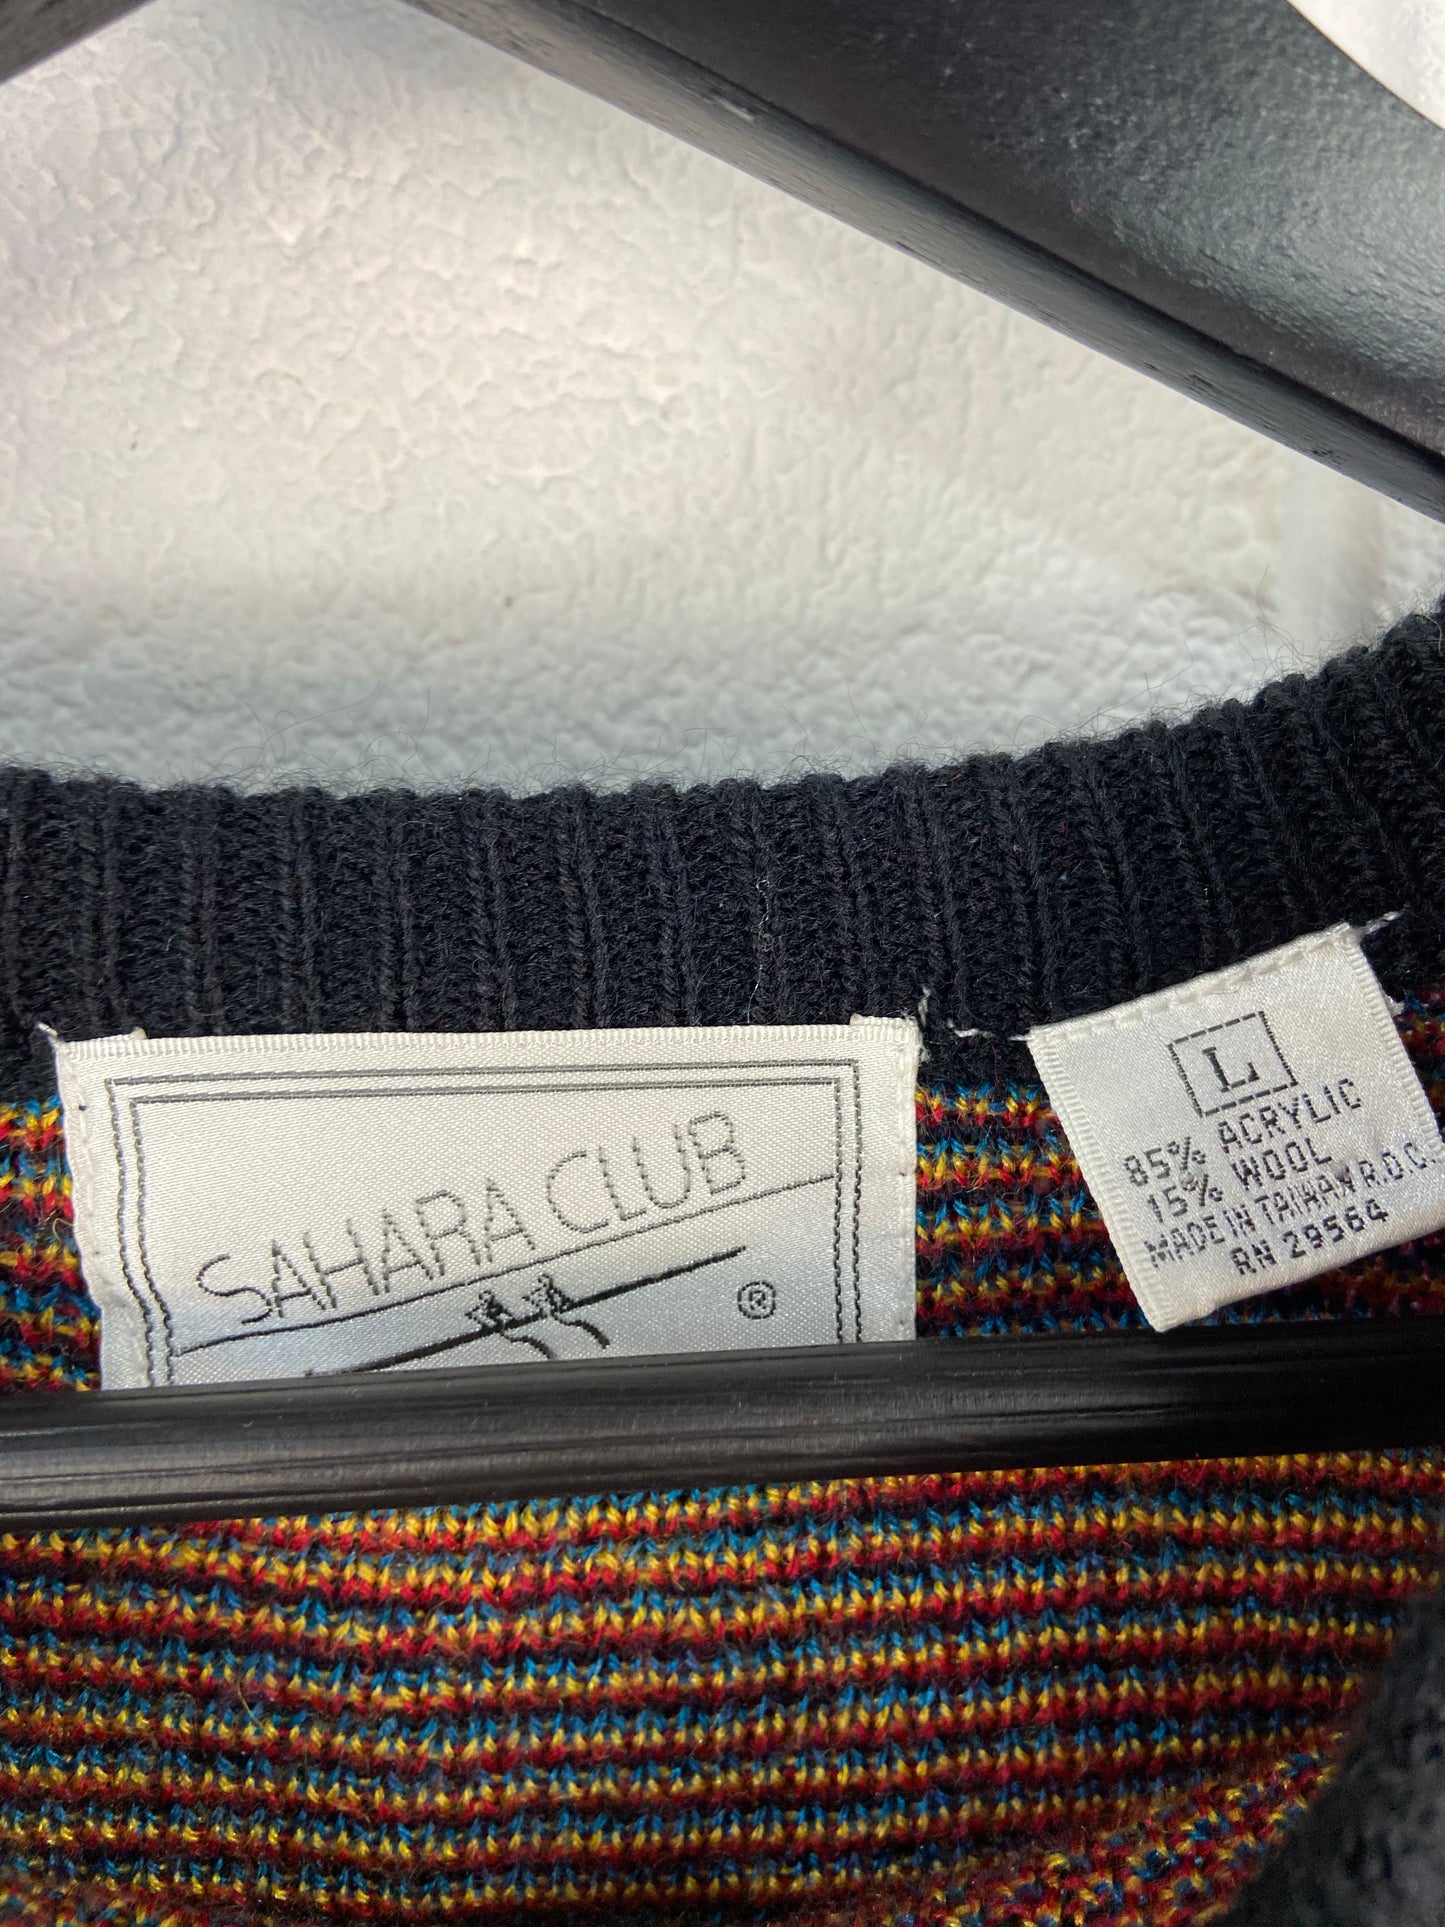 SAHARA CLUB
®
L
85% ACRYLIC
15% WOOL
MADE IN TAIWAN R.O.C.
RN 29564